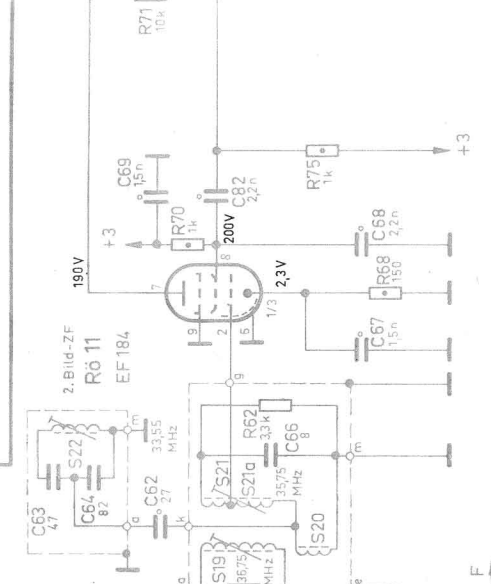 R71
10k
+3
C69
1,5n
R70
1k
C82
2,2n
R75
1k
+3
200V
190V
7
8
2,3V
1/3
9
2
6
C68
2,2n
R68
150
C67
1,5n
2. Bild-ZF
Rö 11
EF184
g
m
33,55
MHz
S22
C63
47
C64
82
a
C62
27
k
R62
3,3k
C66
8
S21
S21a
35,75
MHz
m
S20
S19
36,75
MHz
a
e